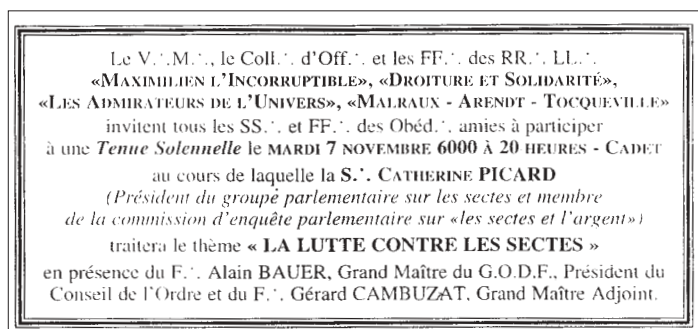 Le V∴M∴, le Coll∴ d'Off∴ et les FF∴ des RR∴ LL∴
«MAXIMILIEN L'INCORRUPTIBLE», «DROITURE ET SOLIDARITÉ»,
«LES ADMIRATEURS DE L'UNIVERS», «MALRAUX - ARENDT - TOCQUEVILLE»
invitent tous les SS∴ et FF∴ des Obéd∴ amies à participer
à une Tenue Solennelle le MARDI 7 NOVEMBRE 6000 À 20 HEURES - CADET
au cours de laquelle la S∴ CATHERINE PICARD
(Président du groupe parlementaire sur les sectes et membre
de la commission d'enquête parlementaire sur «les sectes et l'argent»)
traitera le thème « LA LUTTE CONTRE LES SECTES »
en présence du F∴ Alain BAUER, Grand Maître du G.O.D.F., Président du
Conseil de l'Ordre et du F∴ Gérard CAMBUZAT, Grand Maître Adjoint.